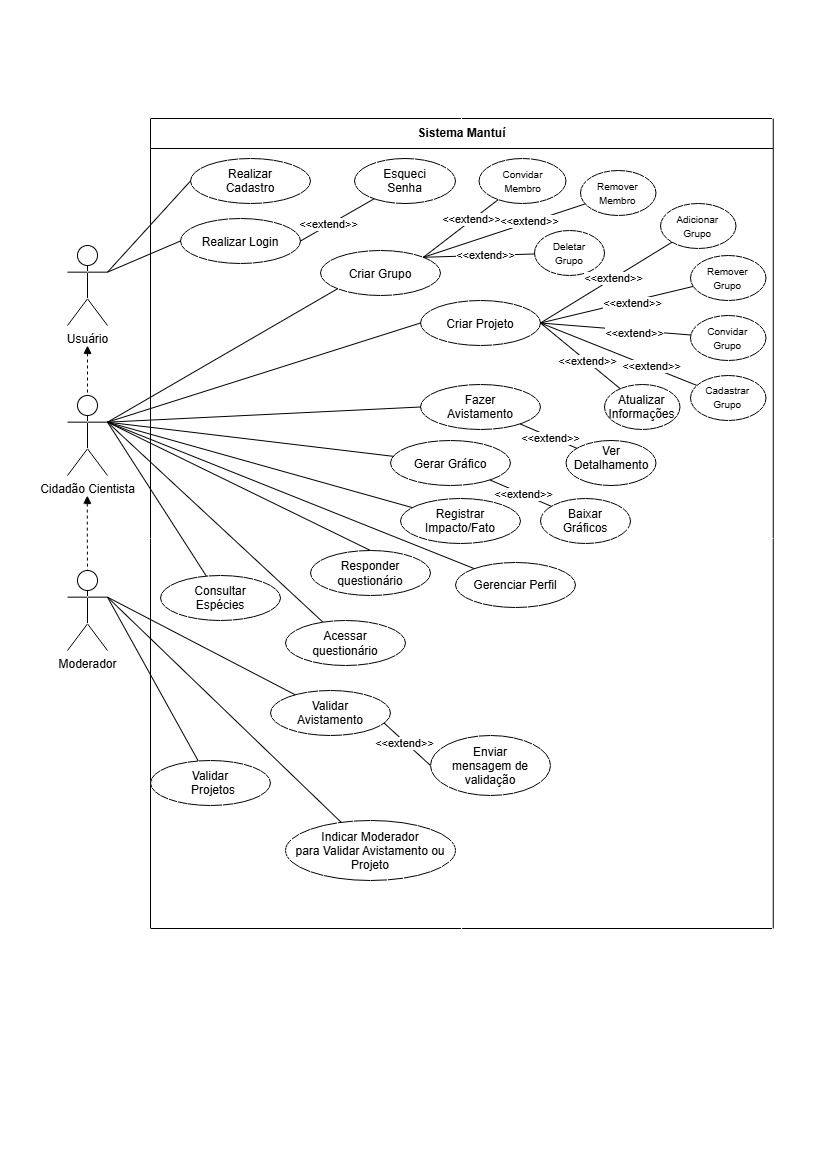 Sistema Mantuí
Realizar
Cadastro
Esqueci
Senha
Convidar
Membro
Remover
Membro
<<extend>>
<<extend>>
<<extend>>
Adicionar
Grupo
Realizar Login
Deletar
Grupo
<<extend>>
Criar Grupo
<<extend>>
Remover
Grupo
<<extend>>
Criar Projeto
Usuário
<<extend>>
Convidar
Grupo
<<extend>>
<<extend>>
Cadastrar
Grupo
Fazer
Avistamento
Atualizar
Informações
<<extend>>
Ver
Detalhamento
Gerar Gráfico
Cidadão Cientista
<<extend>>
Registrar
Impacto/Fato
Baixar
Gráficos
Responder
questionário
Gerenciar Perfil
Consultar
Espécies
Acessar
questionário
Moderador
Validar
Avistamento
<<extend>>
Enviar
mensagem de
validação
Validar
Projetos
Indicar Moderador
para Validar Avistamento ou
Projeto